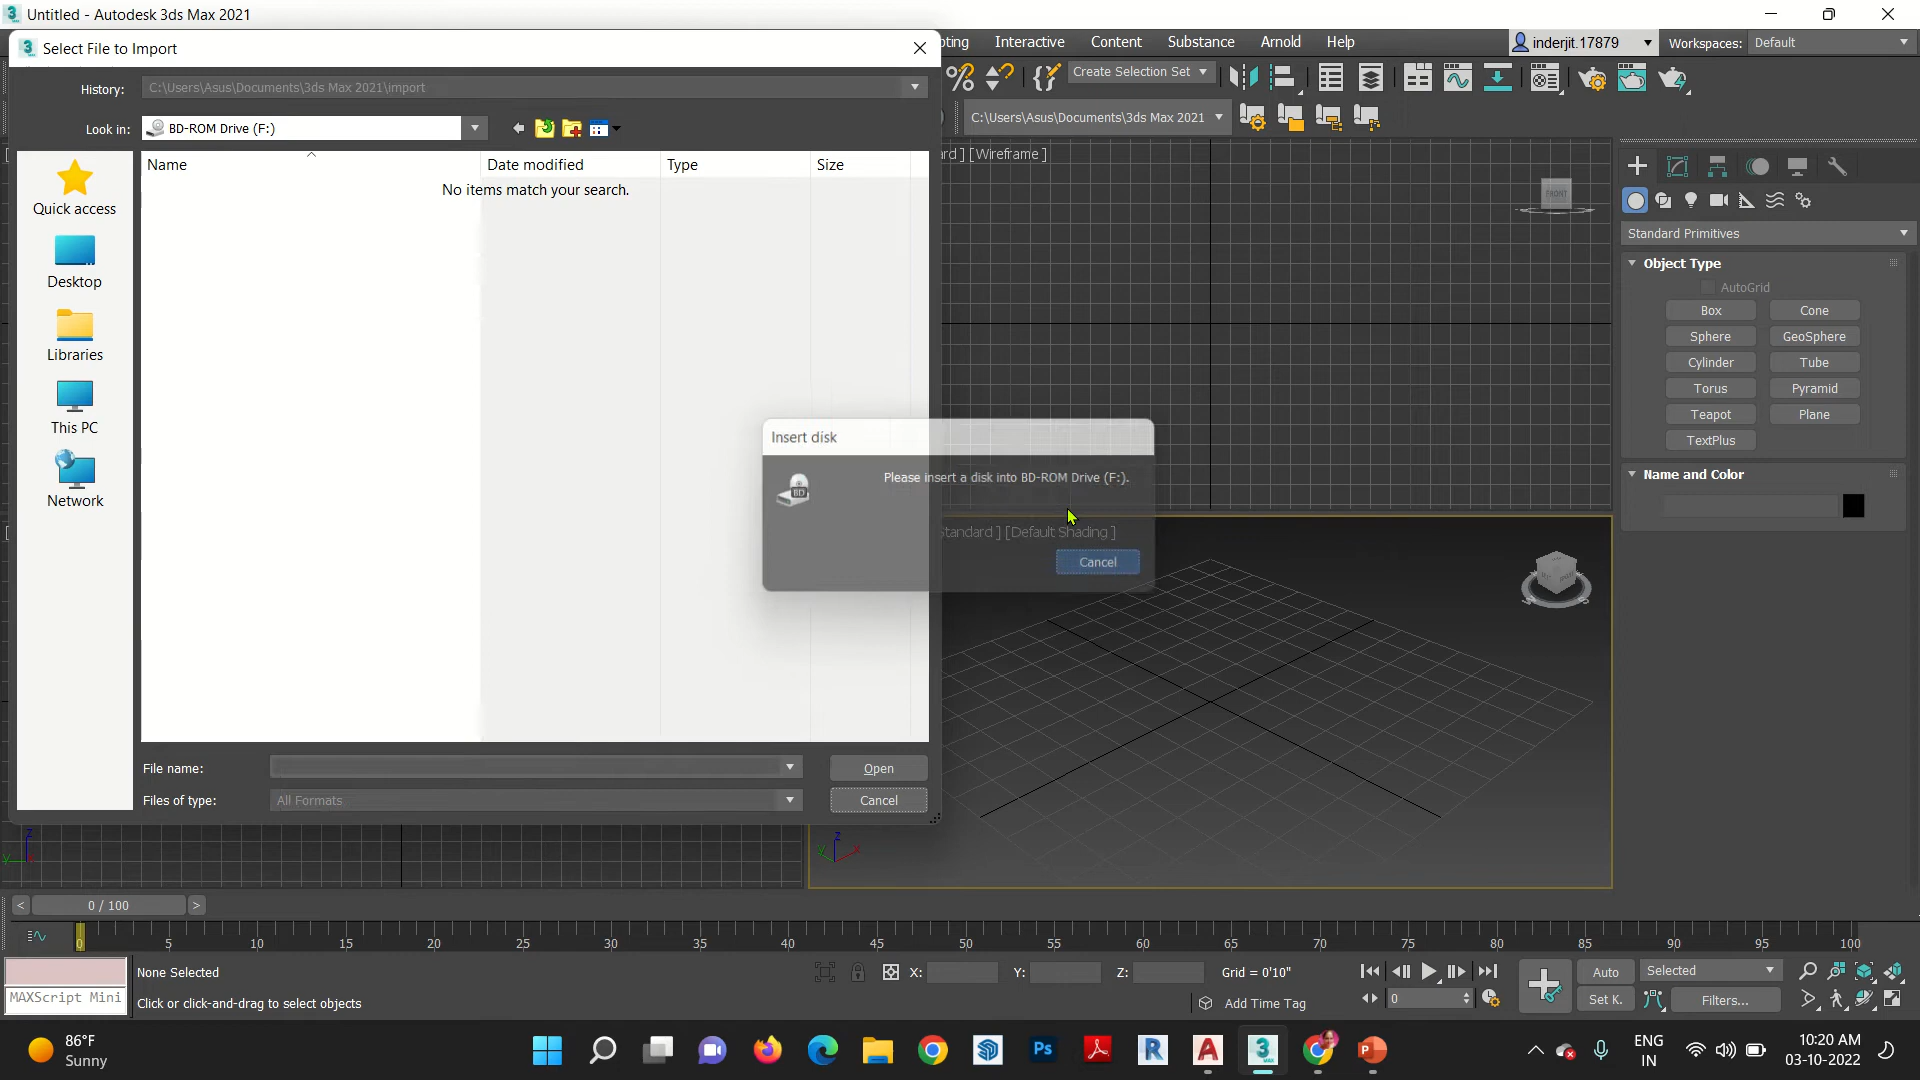 Untitled - Autodesk 3ds Max 2021
Select File to Import
pting Interactive Content Substance Arnold Help
inderjit.17879 Workspaces: Default
History: C:\Users\Asus\Documents\3ds Max 2021\import
Create Selection Set
Look in: BD-ROM Drive (F:)
C:\Users\Asus\Documents\3ds Max 2021
Name Date modified Type Size
ard ] [Wireframe ]
No items match your search.
FRONT
Quick access
Desktop
Libraries
This PC
Network
Standard Primitives
Object Type
AutoGrid
Box Cone
Sphere GeoSphere
Cylinder Tube
Torus Pyramid
Teapot Plane
TextPlus
Name and Color
Insert disk
Please insert a disk into BD-ROM Drive (F:).
BD
Standard ] [Default Shading ]
Cancel
File name: Open
Files of type: All Formats Cancel
z
y
x
z
y
x
< 0 / 100 >
0 5 10 15 20 25 30 35 40 45 50 55 60 65 70 75 80 85 90 95 100
MAXScript Mini
None Selected
Click or click-and-drag to select objects
X: Y: Z: Grid = 0'10"
Add Time Tag
0
Auto Selected
Set K. Filters...
86°F
Sunny
Ps
R
A
3
MAX
P
ENG
IN
10:20 AM
03-10-2022